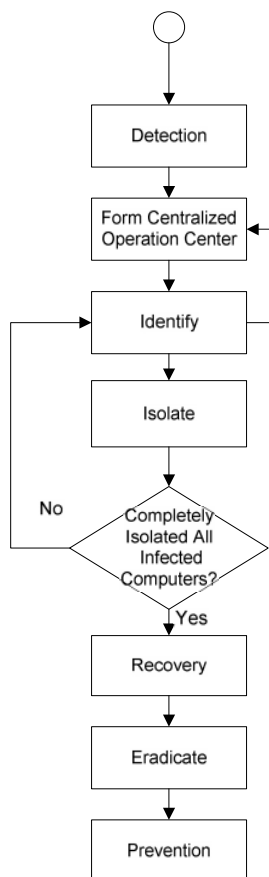 Detection
Form Centralized
Operation Center
Identify
Isolate
No
Completely
Isolated All
Infected
Computers?
Yes
Recovery
Eradicate
Prevention